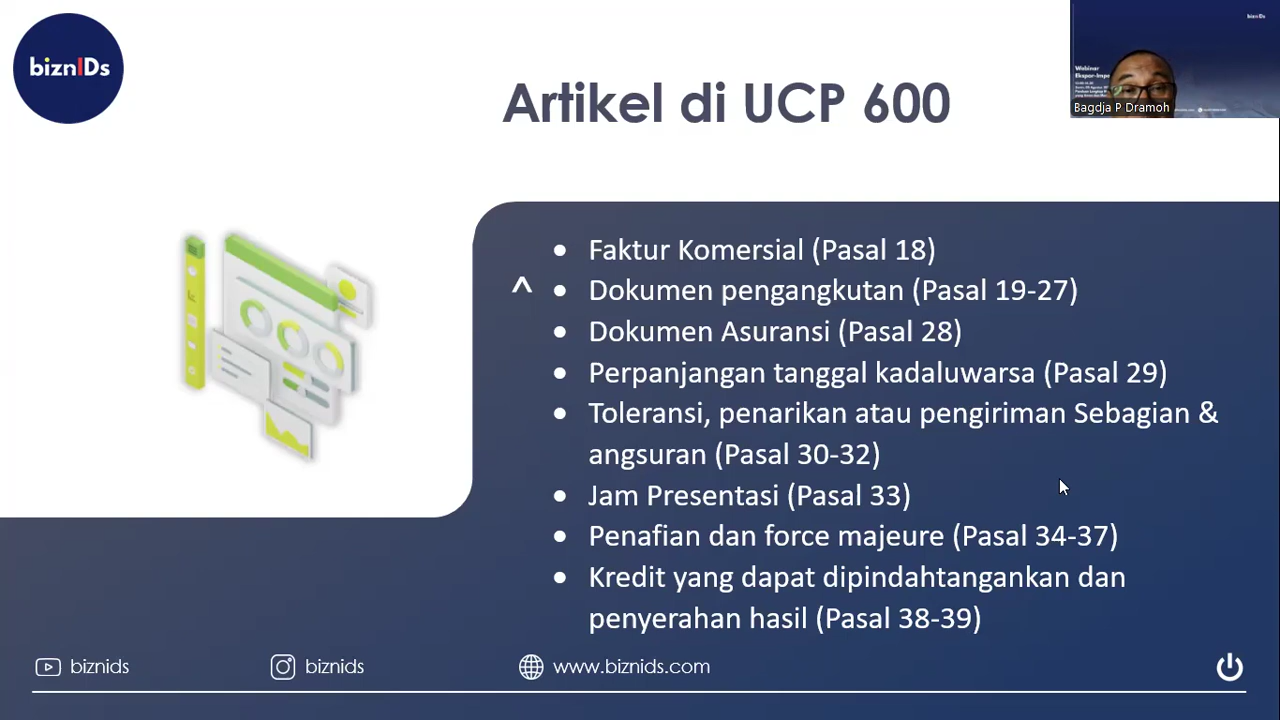 biznIDs
Artikel di UCP 600
biznIDs
Webinar
Bagdja P Dramoh
• Faktur Komersial (Pasal 18)
^ • Dokumen pengangkutan (Pasal 19-27)
• Dokumen Asuransi (Pasal 28)
• Perpanjangan tanggal kadaluwarsa (Pasal 29)
• Toleransi, penarikan atau pengiriman Sebagian &
angsuran (Pasal 30-32)
• Jam Presentasi (Pasal 33)
• Penafian dan force majeure (Pasal 34-37)
• Kredit yang dapat dipindahtangankan dan
penyerahan hasil (Pasal 38-39)
biznids
biznids
www.biznids.com